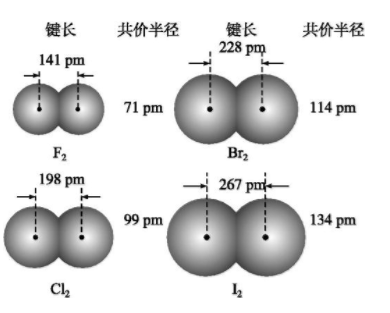 键长 共价半径 键长 共价半径
141 pm 228 pm
71 pm 114 pm
F₂ Br₂
198 pm 267 pm
99 pm 134 pm
Cl₂ I₂